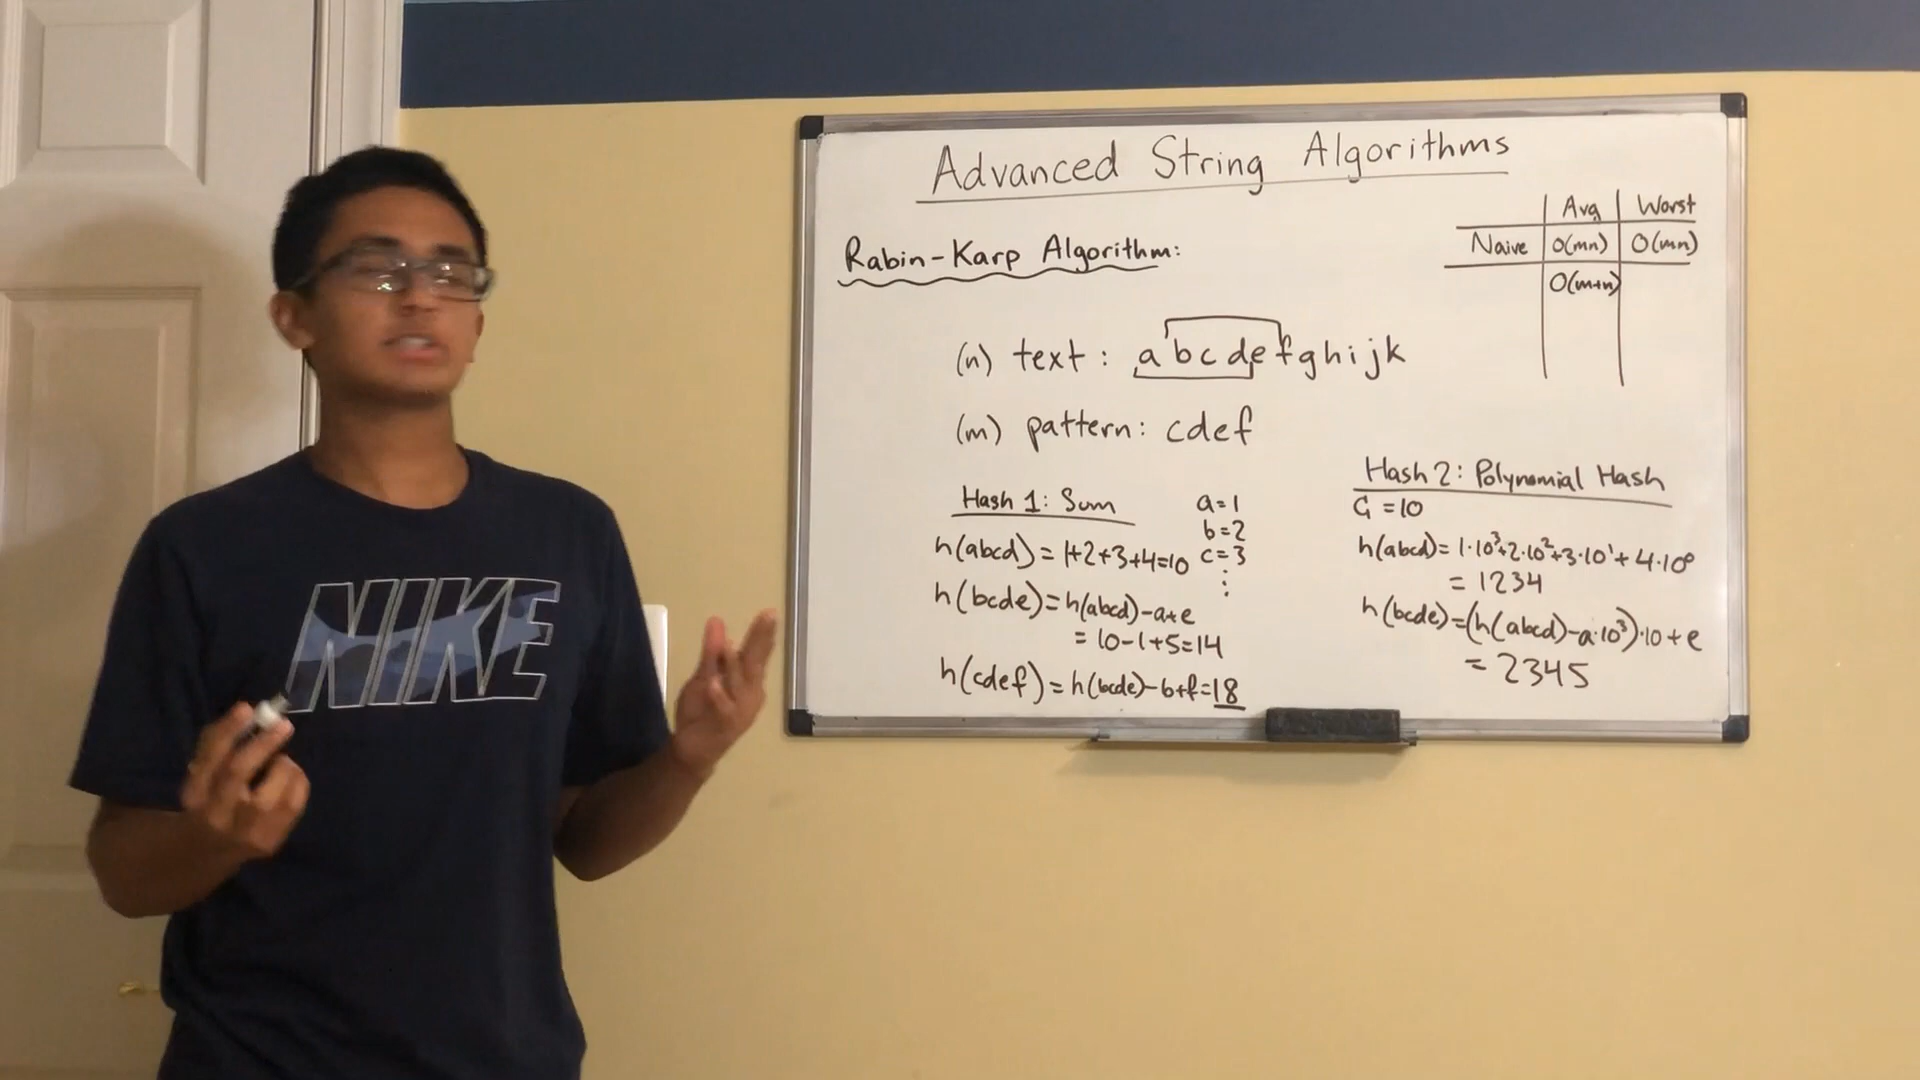 Advanced String Algorithms
Avg Worst
Naive O(mn) O(mn)
O(m+n)
Rabin-Karp Algorithm:
(n) text: abcdefghijk
(m) pattern: cdef
Hash 1: Sum
a=1
b=2
c=3
⋮
h(abcd)=1+2+3+4=10
h(bcde)=h(abcd)-a+e
=10-1+5=14
h(cdef)=h(bcde)-b+f=18
Hash 2: Polynomial Hash
G=10
h(abcd)=1·10³+2·10²+3·10¹+4·10⁰
=1234
h(bcde)=(h(abcd)-a·10³)·10+e
=2345
NIKE